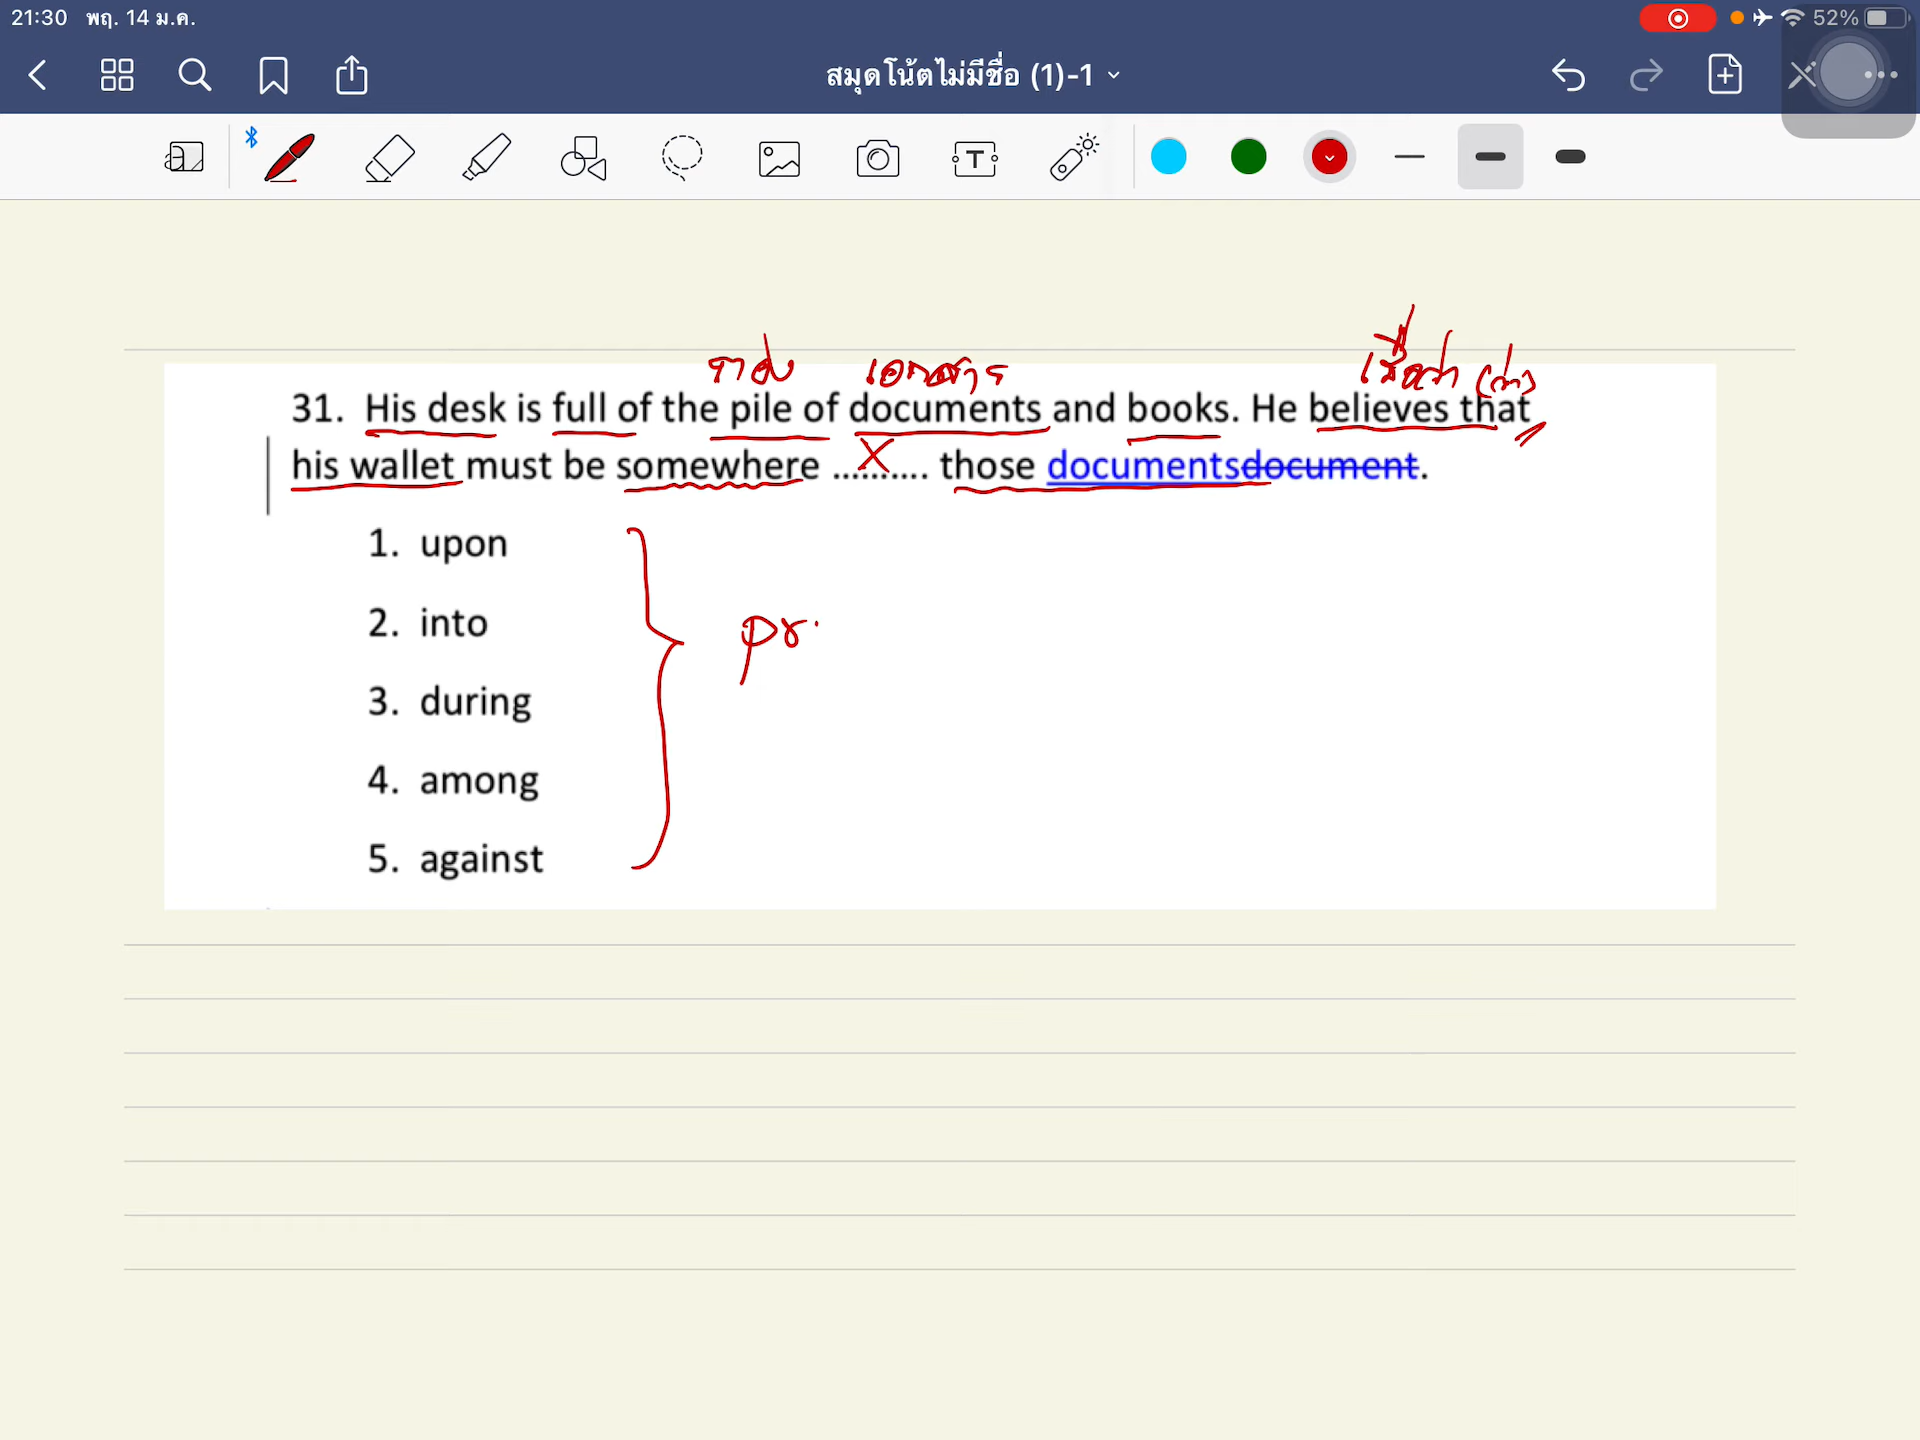 21:30 พฤ. 14 ม.ค.
52%
สมุดโน้ตไม่มีชื่อ (1)-1
กอง เอกสาร เชื่อว่า (ว่า)
31. His desk is full of the pile of documents and books. He believes that
his wallet must be somewhere .......... those documentsdocument.
X
1. upon
2. into
3. during
4. among
5. against
pr.